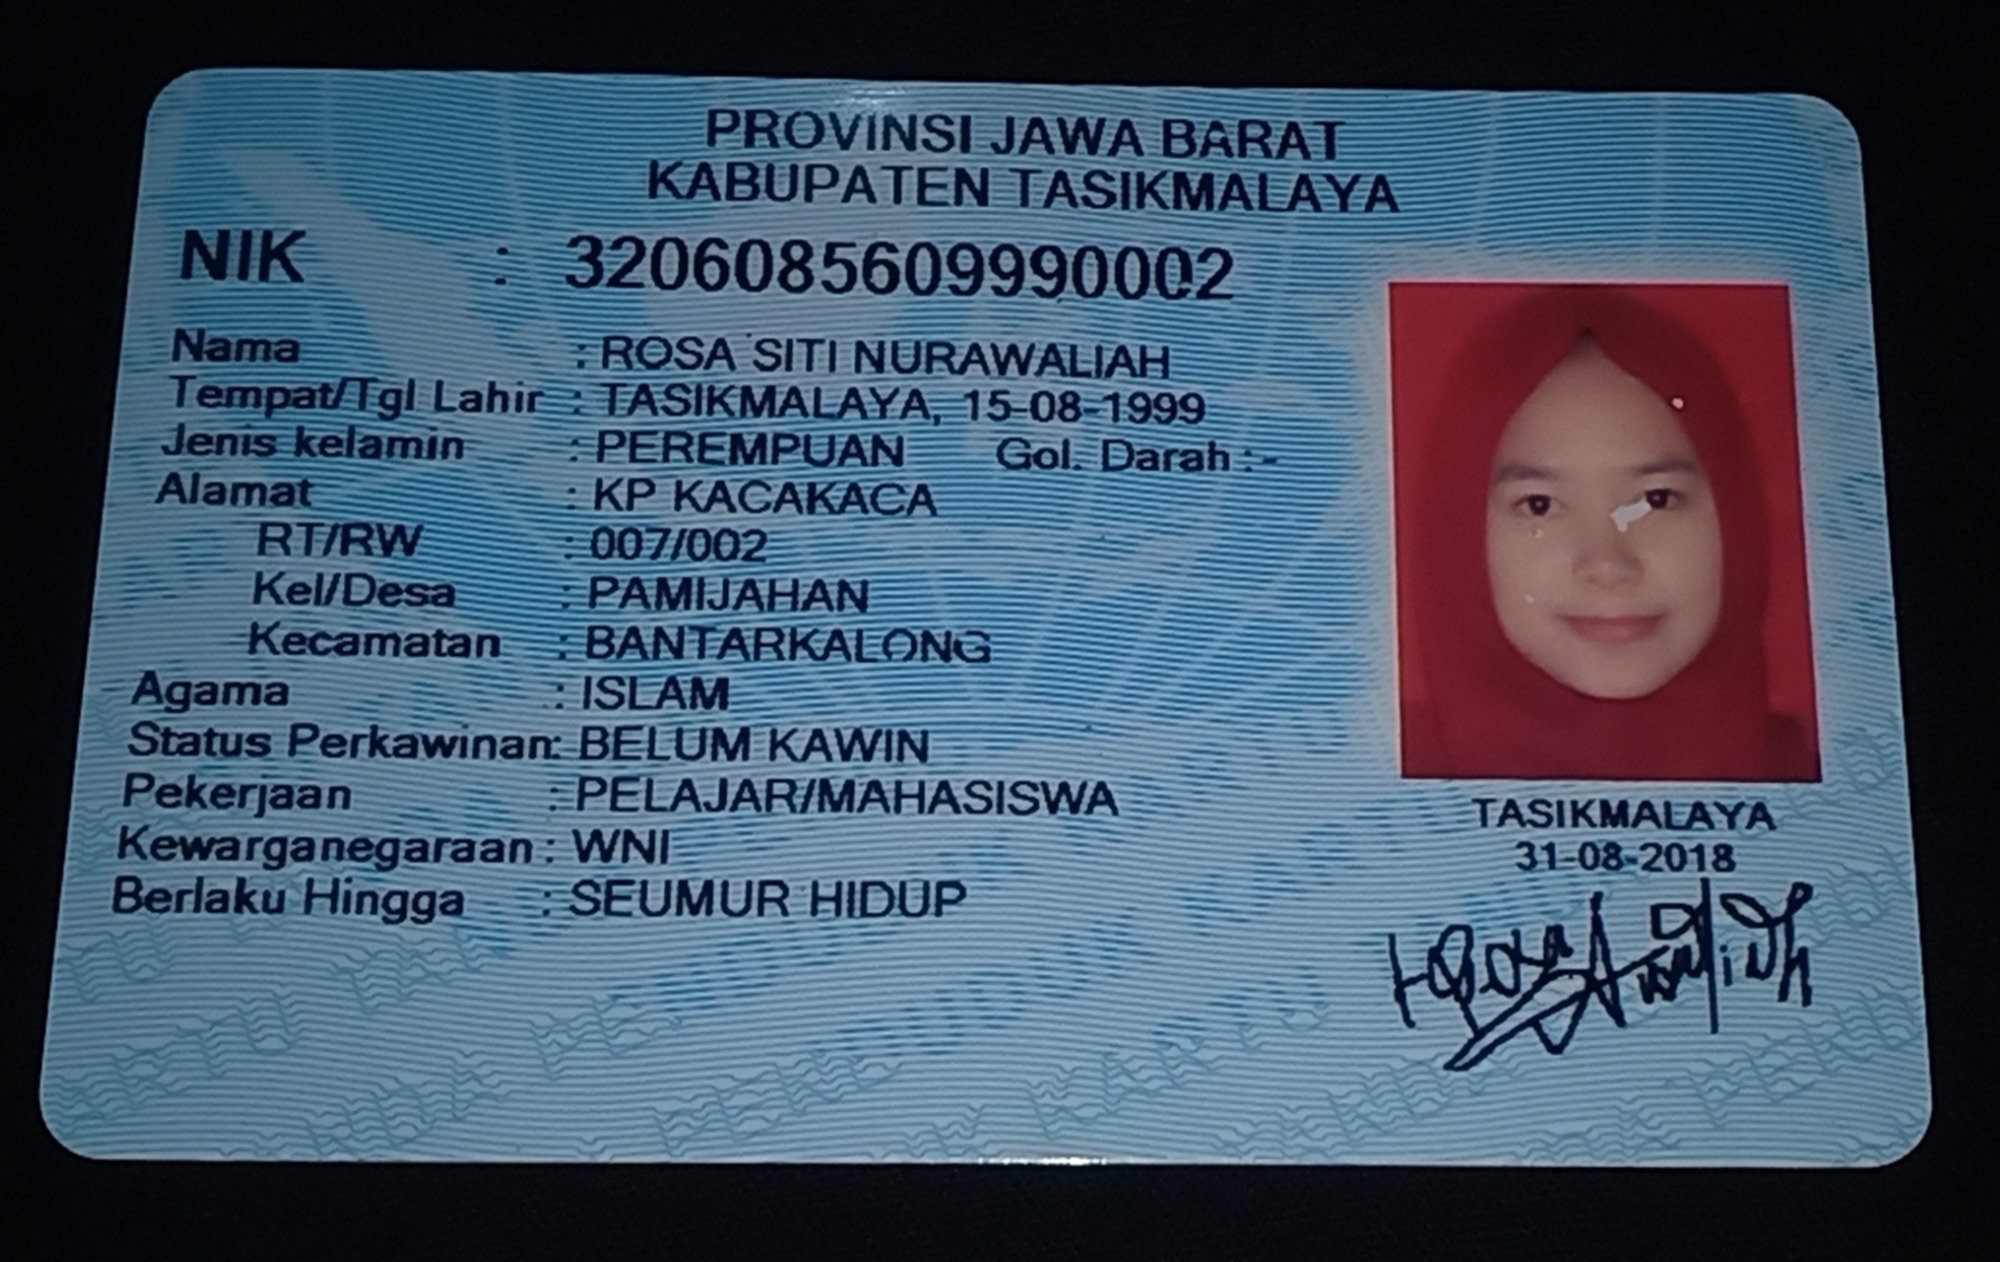 PROVINSI JAWA BARAT
KABUPATEN TASIKMALAYA
NIK : 3206085609990002
Nama : ROSA SITI NURAWALIAH
Tempat/Tgl Lahir : TASIKMALAYA, 15-08-1999
Jenis kelamin : PEREMPUAN Gol. Darah : -
Alamat : KP KACAKACA
RT/RW : 007/002
Kel/Desa : PAMIJAHAN
Kecamatan : BANTARKALONG
Agama : ISLAM
Status Perkawinan: BELUM KAWIN
Pekerjaan : PELAJAR/MAHASISWA
Kewarganegaraan : WNI
Berlaku Hingga : SEUMUR HIDUP
TASIKMALAYA
31-08-2018